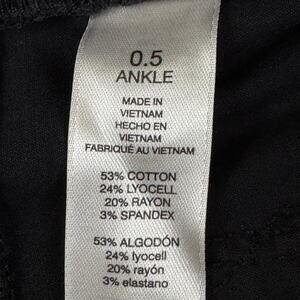 0.5
ANKLE
MADE IN
VIETNAM
HECHO EN
VIETNAM
FABRIQUÉ AU VIETNAM
53% COTTON
24% LYOCELL
20% RAYON
3% SPANDEX
53% ALGODÓN
24% lyocell
20% rayón
3% elastano